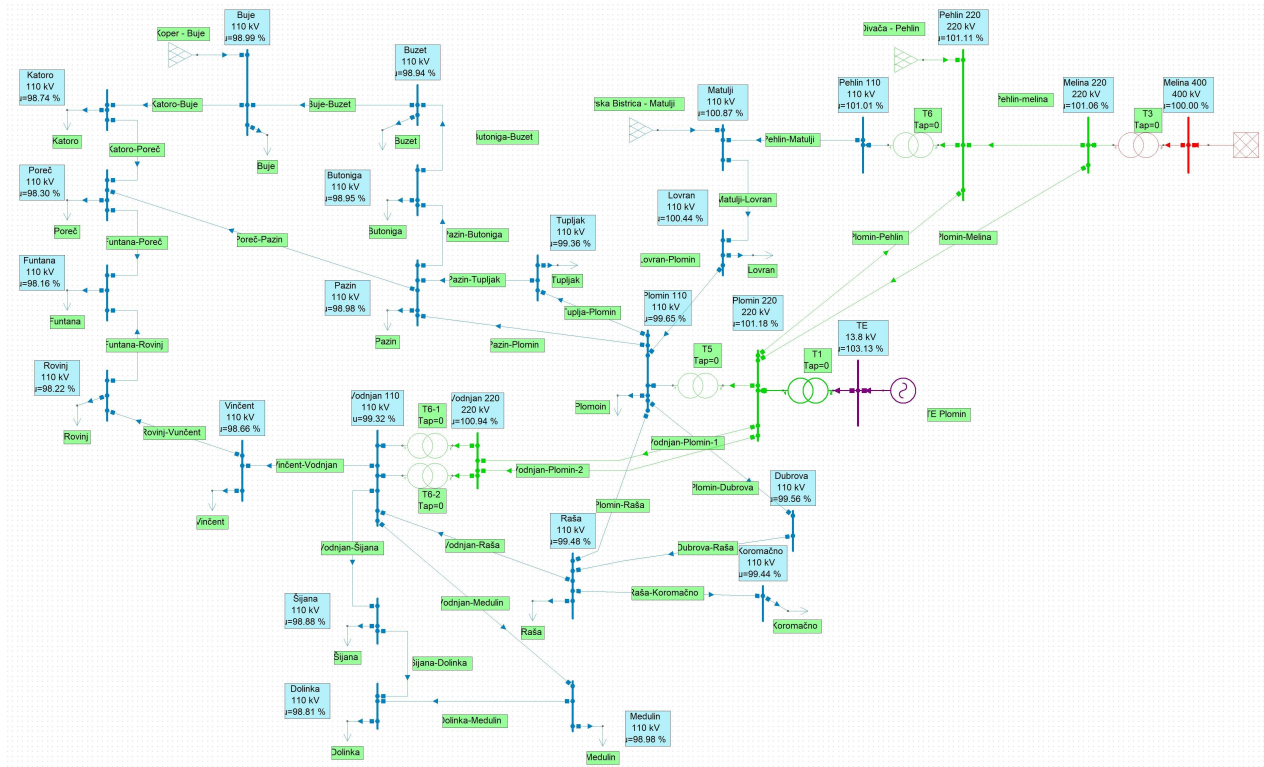 Buje
110 kV
u=98.99 %
Koper - Buje
Katoro
110 kV
u=98.74 %
Katoro-Buje
Buje-Buzet
Buzet
110 kV
u=98.94 %
Katoro
Buje
Buzet
Butoniga-Buzet
Katoro-Poreč
Poreč
110 kV
u=98.30 %
Poreč
Butoniga
110 kV
u=98.95 %
Butoniga
Pazin-Butoniga
Poreč-Pazin
Funtana-Poreč
Funtana
110 kV
u=98.16 %
Funtana
Funtana-Rovinj
Pazin
110 kV
u=98.98 %
Pazin
Pazin-Tupljak
Tupljak
110 kV
u=99.36 %
Tupljak
Tuplja-Plomin
Pazin-Plomin
Rovinj
110 kV
u=98.22 %
Rovinj
Rovinj-Vunčent
Vinčent
110 kV
u=98.66 %
Vinčent
Vinčent-Vodnjan
Matulji
110 kV
u=100.87 %
rska Bistrica - Matulji
Pehlin-Matulji
Pehlin 110
110 kV
u=101.01 %
T6
Tap=0
Divača - Pehlin
Pehlin 220
220 kV
u=101.11 %
Pehlin-melina
Melina 220
220 kV
u=101.06 %
T3
Tap=0
Melina 400
400 kV
u=100.00 %
Lovran
110 kV
u=100.44 %
Matulji-Lovran
Lovran
Lovran-Plomin
Plomin-Pehlin
Plomin-Melina
Plomin 110
110 kV
u=99.65 %
Plomin 220
220 kV
u=101.18 %
T5
Tap=0
T1
Tap=0
TE
13.8 kV
u=103.13 %
TE Plomin
Plomoin
Vodnjan 110
110 kV
u=99.32 %
T6-1
Tap=0
T6-2
Tap=0
Vodnjan 220
220 kV
u=100.94 %
Vodnjan-Plomin-1
Vodnjan-Plomin-2
Plomin-Dubrova
Plomin-Raša
Dubrova
110 kV
u=99.56 %
Raša
110 kV
u=99.48 %
Dubrova-Raša
Koromačno
110 kV
u=99.44 %
Raša-Koromačno
Koromačno
Raša
Vodnjan-Šijana
Vodnjan-Raša
Vodnjan-Medulin
Šijana
110 kV
u=98.88 %
Šijana
Šijana-Dolinka
Dolinka
110 kV
u=98.81 %
Dolinka
Dolinka-Medulin
Medulin
110 kV
u=98.98 %
Medulin